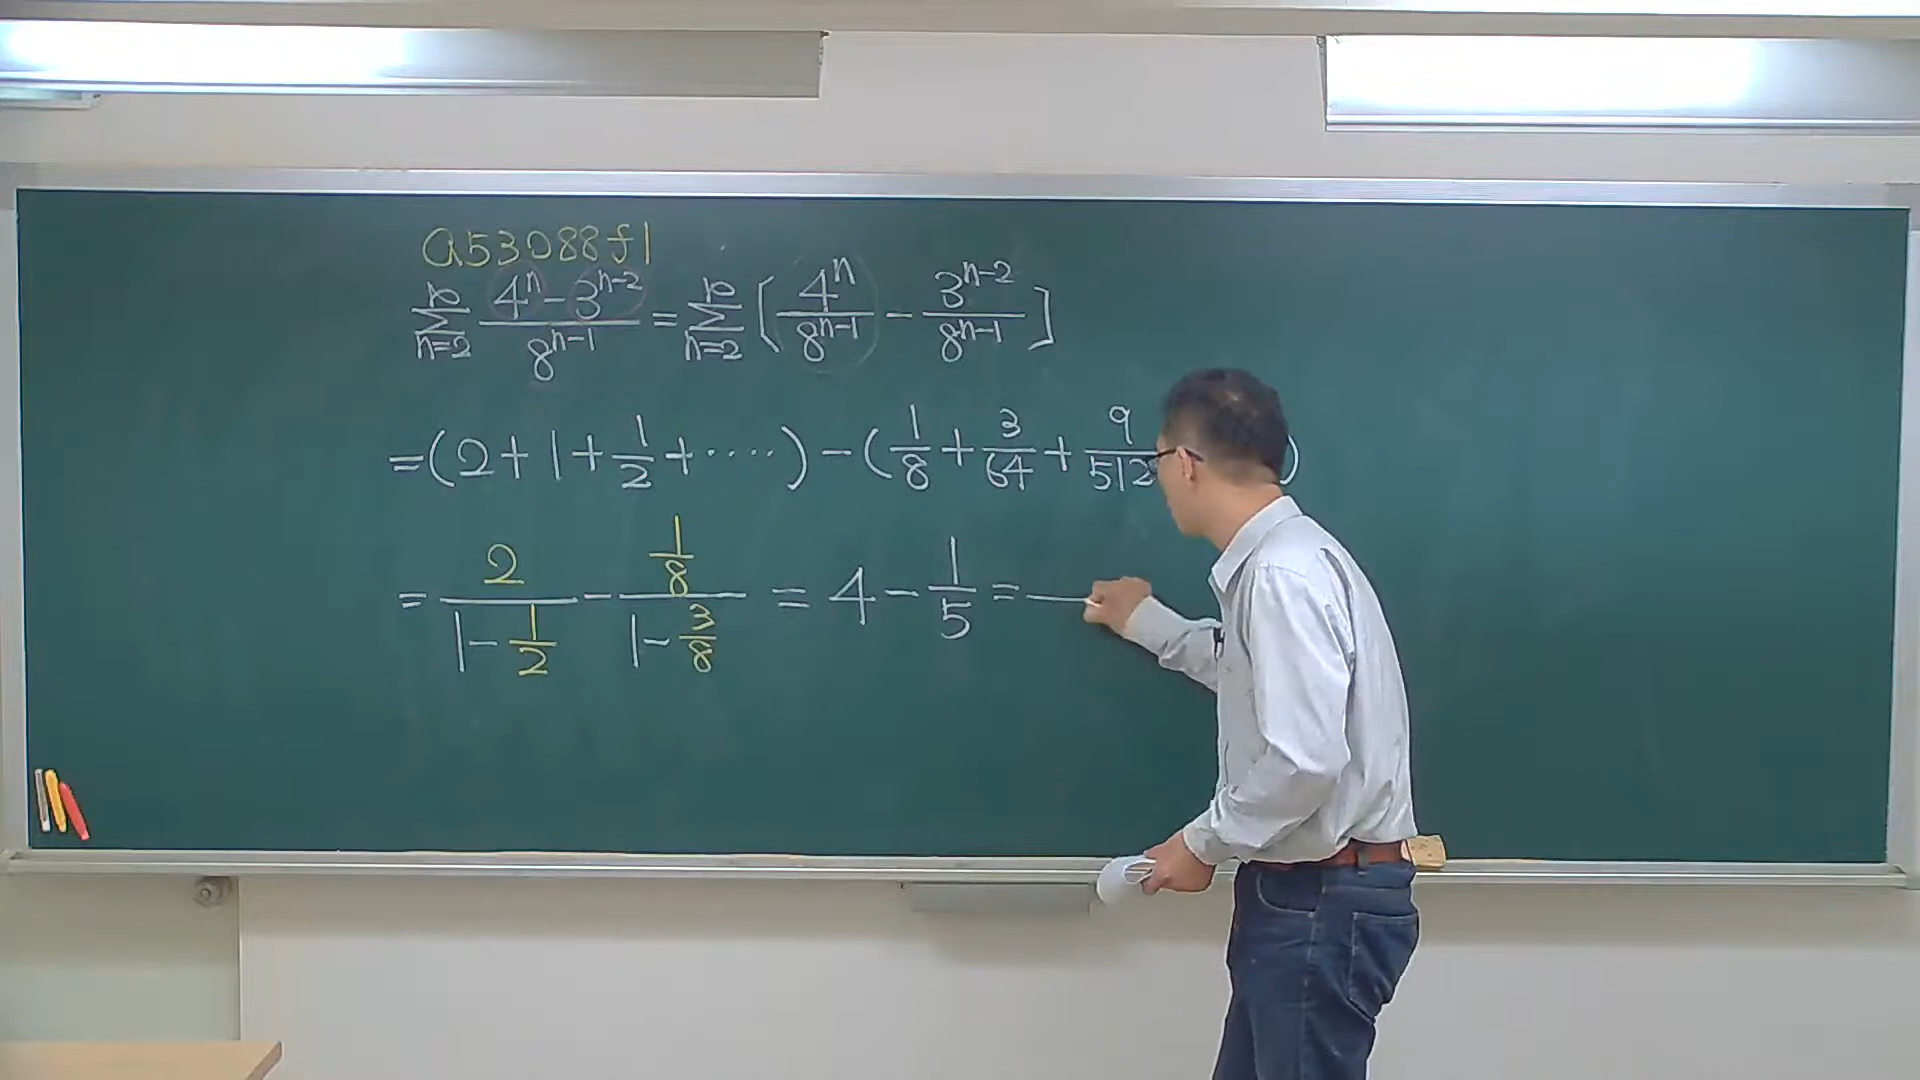 a53088f1
∑_{n=2}^{∞} (4^n − 3^{n−2})/8^{n−1} = ∑_{n=2}^{∞} [4^n/8^{n−1} − 3^{n−2}/8^{n−1}]
= (2 + 1 + 1/2 + ····) − (1/8 + 3/64 + 9/512 )
= 2/(1 − 1/2) − (1/8)/(1 − 3/8) = 4 − 1/5 =